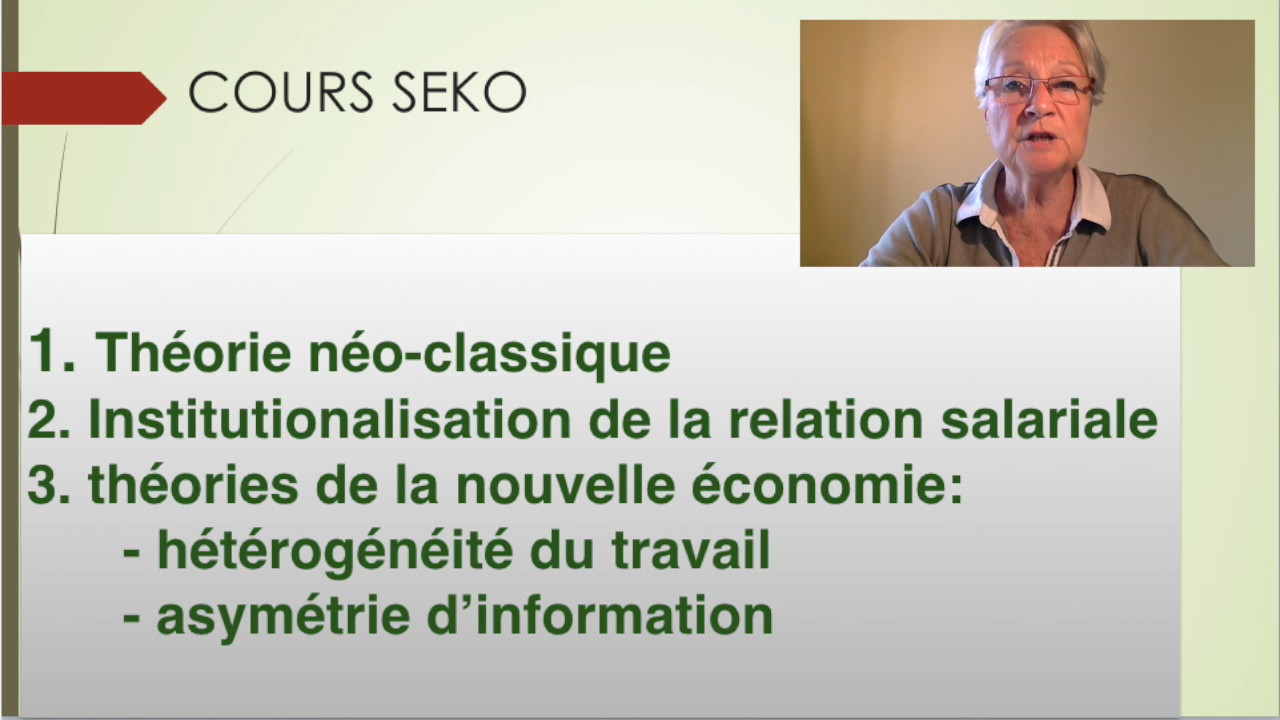 COURS SEKO
1. Théorie néo-classique
2. Institutionalisation de la relation salariale
3. théories de la nouvelle économie:
- hétérogénéité du travail
- asymétrie d’information